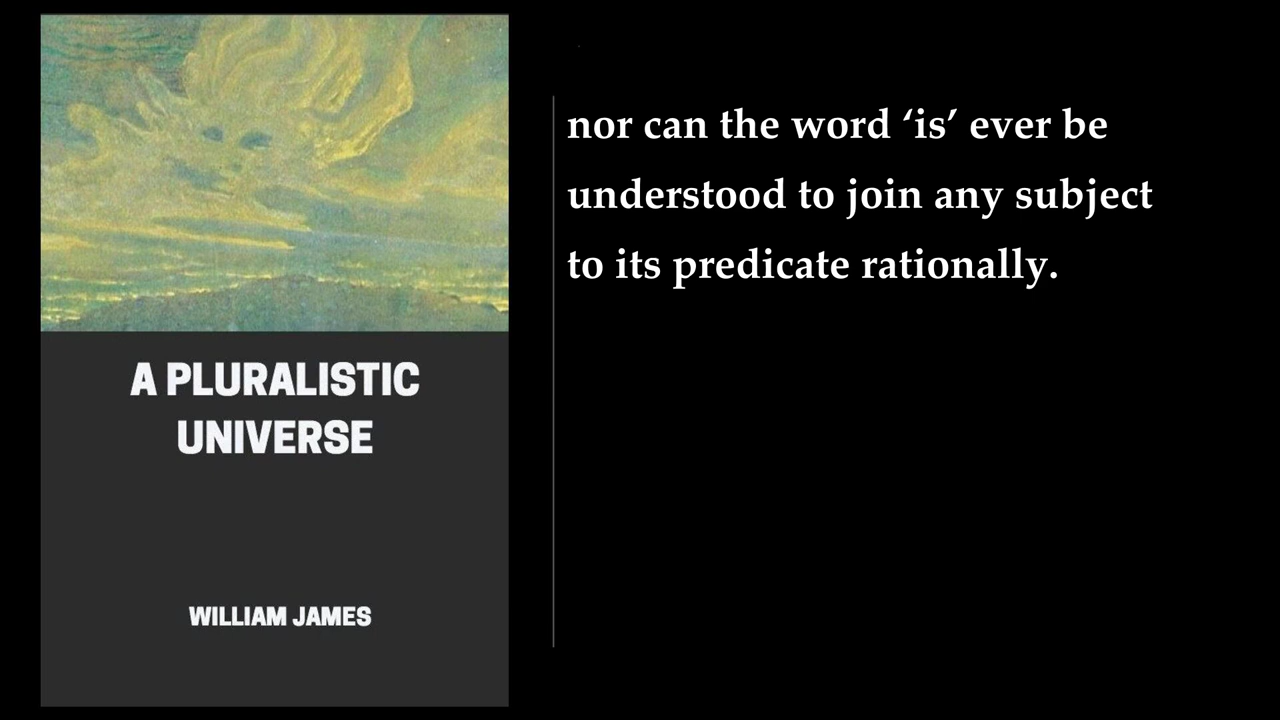 A PLURALISTIC
UNIVERSE
WILLIAM JAMES
nor can the word ‘is’ ever be
understood to join any subject
to its predicate rationally.